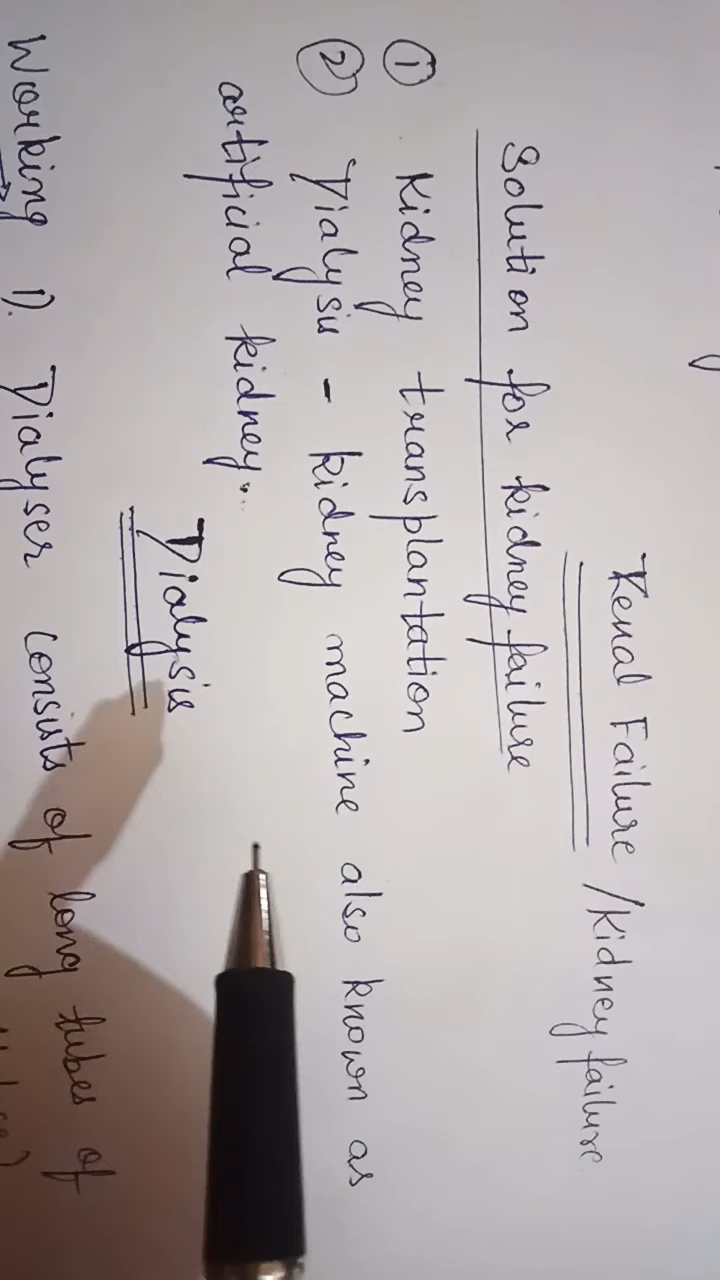 Renal Failure / Kidney failure
Solution for kidney failure
① Kidney transplantation
② Dialysis - kidney machine also known as
artificial kidney.
Dialysis
Working 1). Dialyser consists of long tubes of